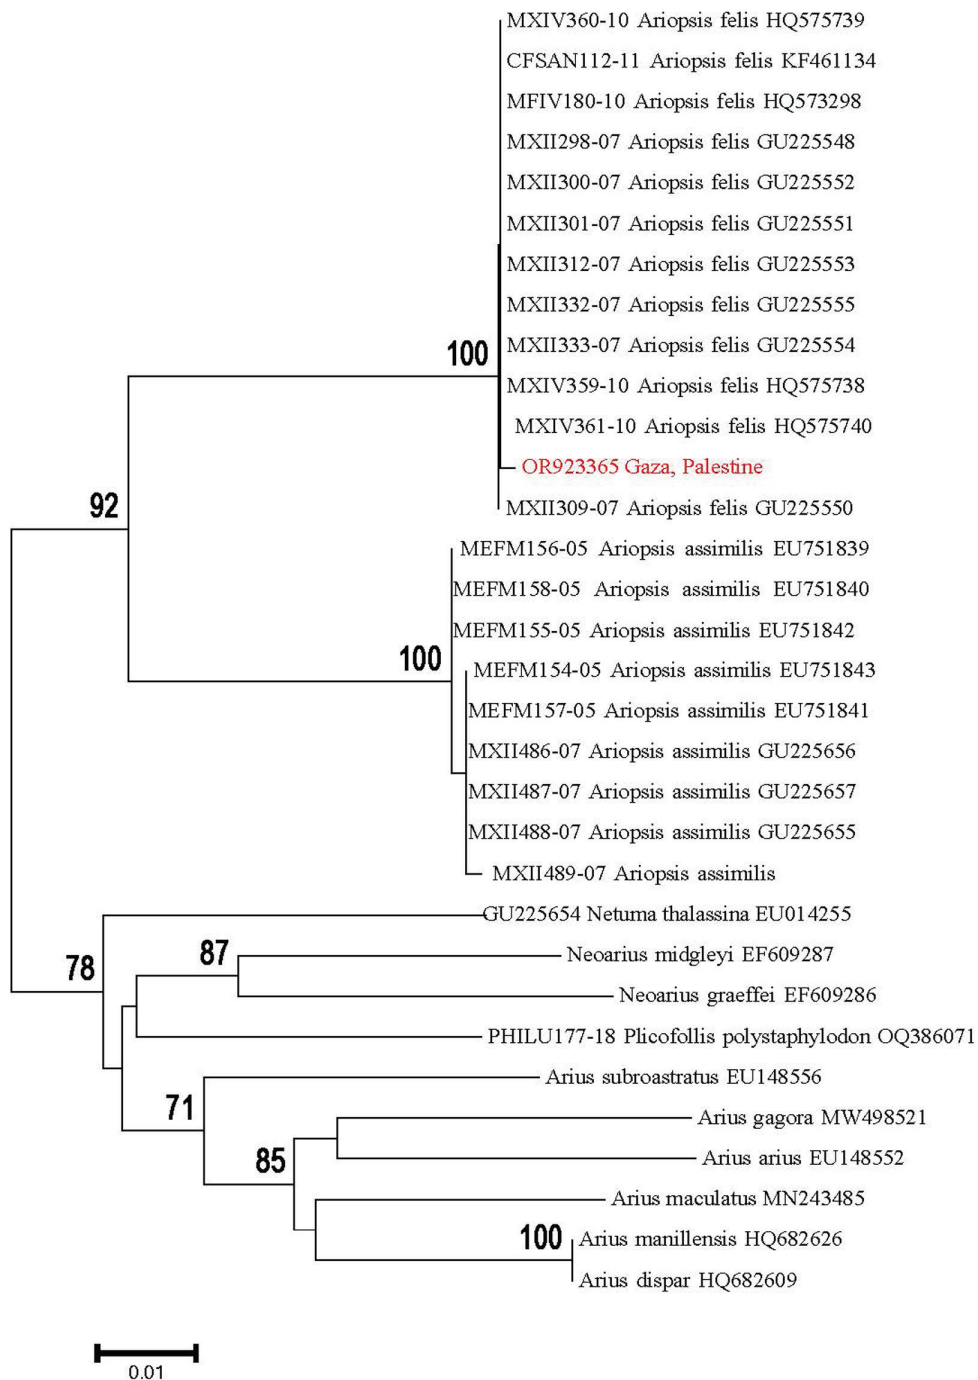 MXIV360-10 Ariopsis felis HQ575739
CFSAN112-11 Ariopsis felis KF461134
MFIV180-10 Ariopsis felis HQ573298
MXII298-07 Ariopsis felis GU225548
MXII300-07 Ariopsis felis GU225552
MXII301-07 Ariopsis felis GU225551
MXII312-07 Ariopsis felis GU225553
MXII332-07 Ariopsis felis GU225555
100
MXII333-07 Ariopsis felis GU225554
MXIV359-10 Ariopsis felis HQ575738
MXIV361-10 Ariopsis felis HQ575740
OR923365 Gaza, Palestine
92
MXII309-07 Ariopsis felis GU225550
MEFM156-05 Ariopsis assimilis EU751839
MEFM158-05 Ariopsis assimilis EU751840
MEFM155-05 Ariopsis assimilis EU751842
100
MEFM154-05 Ariopsis assimilis EU751843
MEFM157-05 Ariopsis assimilis EU751841
MXII486-07 Ariopsis assimilis GU225656
MXII487-07 Ariopsis assimilis GU225657
MXII488-07 Ariopsis assimilis GU225655
MXII489-07 Ariopsis assimilis
GU225654 Netuma thalassina EU014255
87
Neoarius midgleyi EF609287
78
Neoarius graeffei EF609286
PHILU177-18 Plicofollis polystaphylodon OQ386071
Arius subroastratus EU148556
71
Arius gagora MW498521
85
Arius arius EU148552
Arius maculatus MN243485
100
Arius manillensis HQ682626
Arius dispar HQ682609
0.01